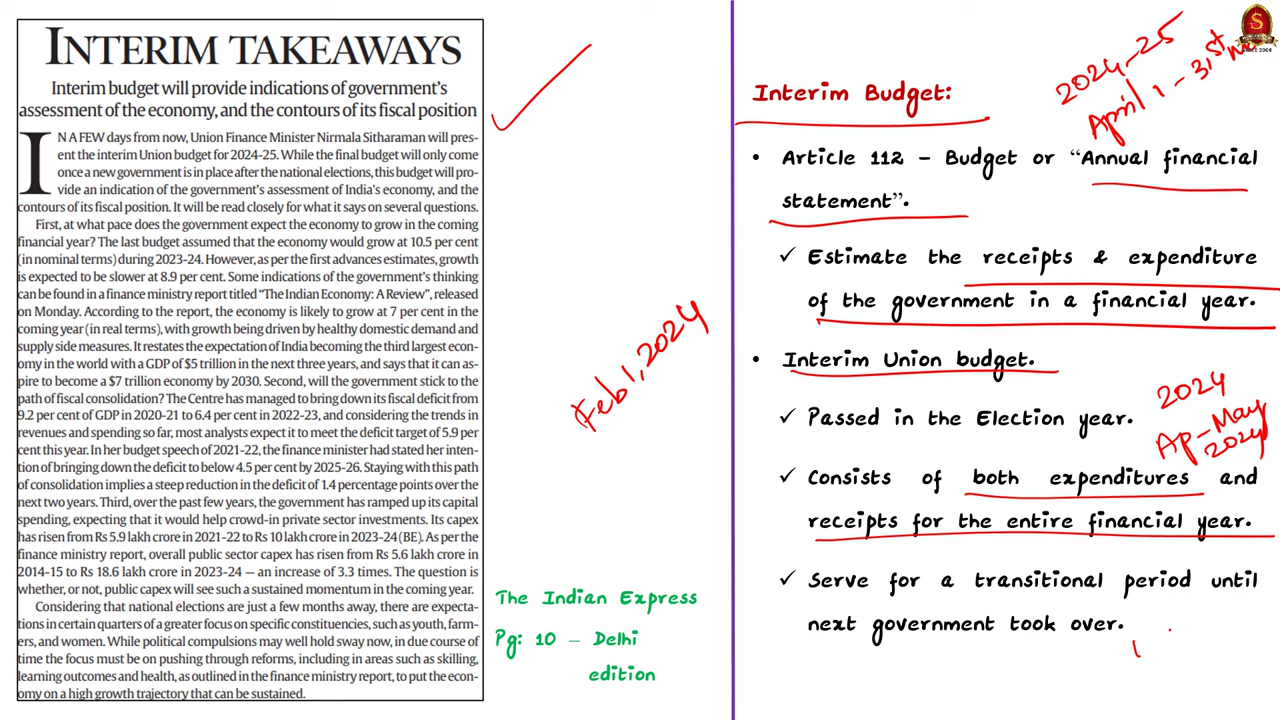 INTERIM TAKEAWAYS
Interim budget will provide indications of government's
assessment of the economy, and the contours of its fiscal position
IN A FEW days from now, Union Finance Minister Nirmala Sitharaman will pres-
ent the interim Union budget for 2024-25. While the final budget will only come
once a new government is in place after the national elections, this budget will pro-
vide an indication of the government's assessment of India's economy, and the
contours of its fiscal position. It will be read closely for what it says on several questions.
First, at what pace does the government expect the economy to grow in the coming
financial year? The last budget assumed that the economy would grow at 10.5 per cent
(in nominal terms) during 2023-24. However, as per the first advances estimates, growth
is expected to be slower at 8.9 per cent. Some indications of the government's thinking
can be found in a finance ministry report titled "The Indian Economy: A Review", released
on Monday. According to the report, the economy is likely to grow at 7 per cent in the
coming year (in real terms), with growth being driven by healthy domestic demand and
supply side measures. It restates the expectation of India becoming the third largest econ-
omy in the world with a GDP of $5 trillion in the next three years, and says that it can as-
pire to become a $7 trillion economy by 2030. Second, will the government stick to the
path of fiscal consolidation? The Centre has managed to bring down its fiscal deficit from
9.2 per cent of GDP in 2020-21 to 6.4 per cent in 2022-23, and considering the trends in
revenues and spending so far, most analysts expect it to meet the deficit target of 5.9 per
cent this year. In her budget speech of 2021-22, the finance minister had stated her inten-
tion of bringing down the deficit to below 4.5 per cent by 2025-26. Staying with this path
of consolidation implies a steep reduction in the deficit of 1.4 percentage points over the
next two years. Third, over the past few years, the government has ramped up its capital
spending, expecting that it would help crowd-in private sector investments. Its capex
has risen from Rs 5.9 lakh crore in 2021-22 to Rs 10 lakh crore in 2023-24 (BE). As per the
finance ministry report, overall public sector capex has risen from Rs 5.6 lakh crore in
2014-15 to Rs 18.6 lakh crore in 2023-24 — an increase of 3.3 times. The question is
whether, or not, public capex will see such a sustained momentum in the coming year.
Considering that national elections are just a few months away, there are expecta-
tions in certain quarters of a greater focus on specific constituencies, such as youth, farm-
ers, and women. While political compulsions may well hold sway now, in due course of
time the focus must be on pushing through reforms, including in areas such as skilling,
learning outcomes and health, as outlined in the finance ministry report, to put the econ-
omy on a high growth trajectory that can be sustained.
Feb 1, 2024
The Indian Express
Pg: 10 – Delhi
edition
S
SINCE 2004
2024-25
April 1 - 31st
Interim Budget:
• Article 112 – Budget or "Annual financial
statement".
✓ Estimate the receipts & expenditure
of the government in a financial year.
• Interim Union budget.
2024
Ap-May
2024
✓ Passed in the Election year.
✓ Consists of both expenditures and
receipts for the entire financial year.
✓ Serve for a transitional period until
next government took over.